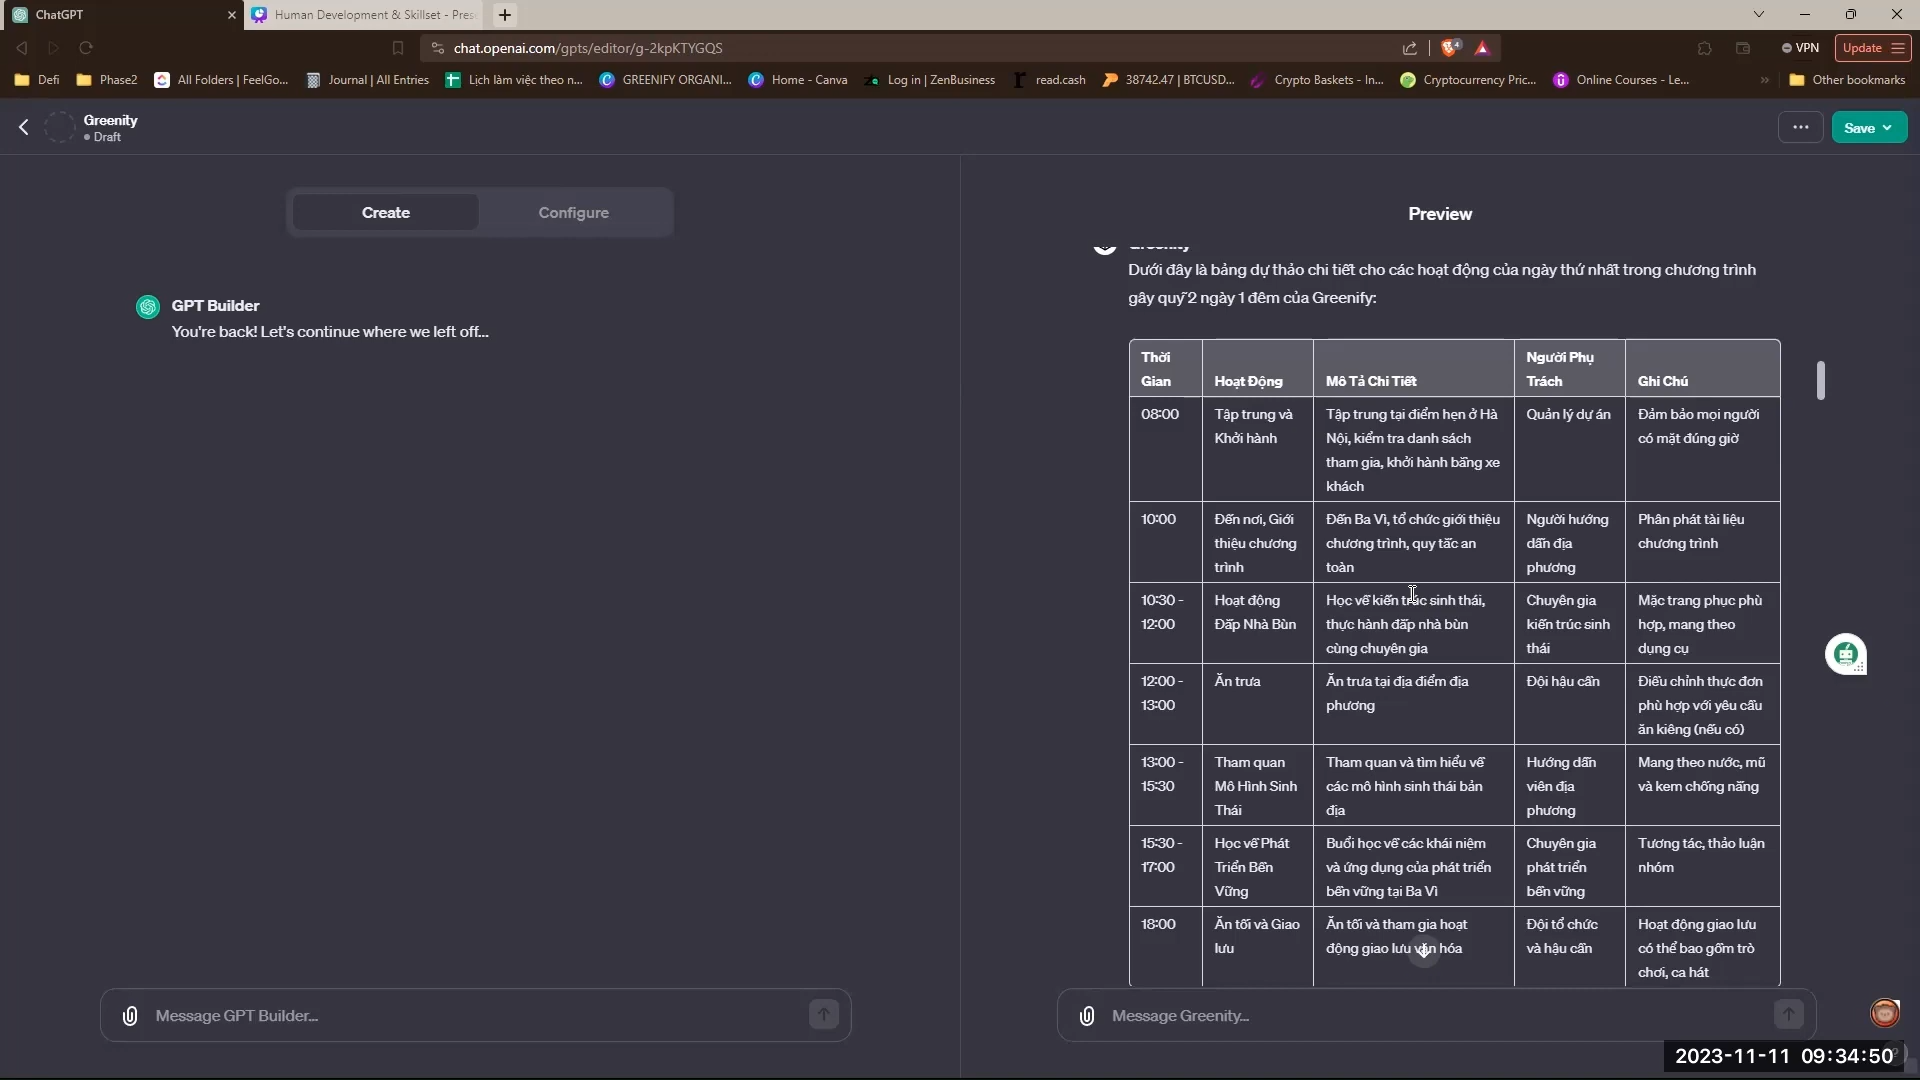 ChatGPT
Human Development & Skillset - Pres
chat.openai.com/gpts/editor/g-2kpKTYGQS
4
VPN
Update
Defi
Phase2
All Folders | FeelGo...
Journal | All Entries
Lịch làm việc theo n...
GREENIFY ORGANI...
Home - Canva
Log in | ZenBusiness
read.cash
38742.47 | BTCUSD...
Crypto Baskets - In...
Cryptocurrency Pric...
Online Courses - Le...
Other bookmarks
Greenity
Draft
Save
Create
Configure
GPT Builder
You're back! Let's continue where we left off...
Message GPT Builder...
Preview
Greenity
Dưới đây là bảng dự thảo chi tiết cho các hoạt động của ngày thứ nhất trong chương trình
gây quỹ 2 ngày 1 đêm của Greenify:
Thời
Gian
Hoạt Động
Mô Tả Chi Tiết
Người Phụ
Trách
Ghi Chú
08:00
Tập trung và
Khởi hành
Tập trung tại điểm hẹn ở Hà
Nội, kiểm tra danh sách
tham gia, khởi hành bằng xe
khách
Quản lý dự án
Đảm bảo mọi người
có mặt đúng giờ
10:00
Đến nơi, Giới
thiệu chương
trình
Đến Ba Vì, tổ chức giới thiệu
chương trình, quy tắc an
toàn
Người hướng
dẫn địa
phương
Phân phát tài liệu
chương trình
10:30 -
12:00
Hoạt động
Đắp Nhà Bùn
Học về kiến trúc sinh thái,
thực hành đắp nhà bùn
cùng chuyên gia
Chuyên gia
kiến trúc sinh
thái
Mặc trang phục phù
hợp, mang theo
dụng cụ
12:00 -
13:00
Ăn trưa
Ăn trưa tại địa điểm địa
phương
Đội hậu cần
Điều chỉnh thực đơn
phù hợp với yêu cầu
ăn kiêng (nếu có)
13:00 -
15:30
Tham quan
Mô Hình Sinh
Thái
Tham quan và tìm hiểu về
các mô hình sinh thái bản
địa
Hướng dẫn
viên địa
phương
Mang theo nước, mũ
và kem chống nắng
15:30 -
17:00
Học về Phát
Triển Bền
Vững
Buổi học về các khái niệm
và ứng dụng của phát triển
bền vững tại Ba Vì
Chuyên gia
phát triển
bền vững
Tương tác, thảo luận
nhóm
18:00
Ăn tối và Giao
lưu
Ăn tối và tham gia hoạt
động giao lưu văn hóa
Đội tổ chức
và hậu cần
Hoạt động giao lưu
có thể bao gồm trò
chơi, ca hát
Message Greenity...
2023-11-11 09:34:50